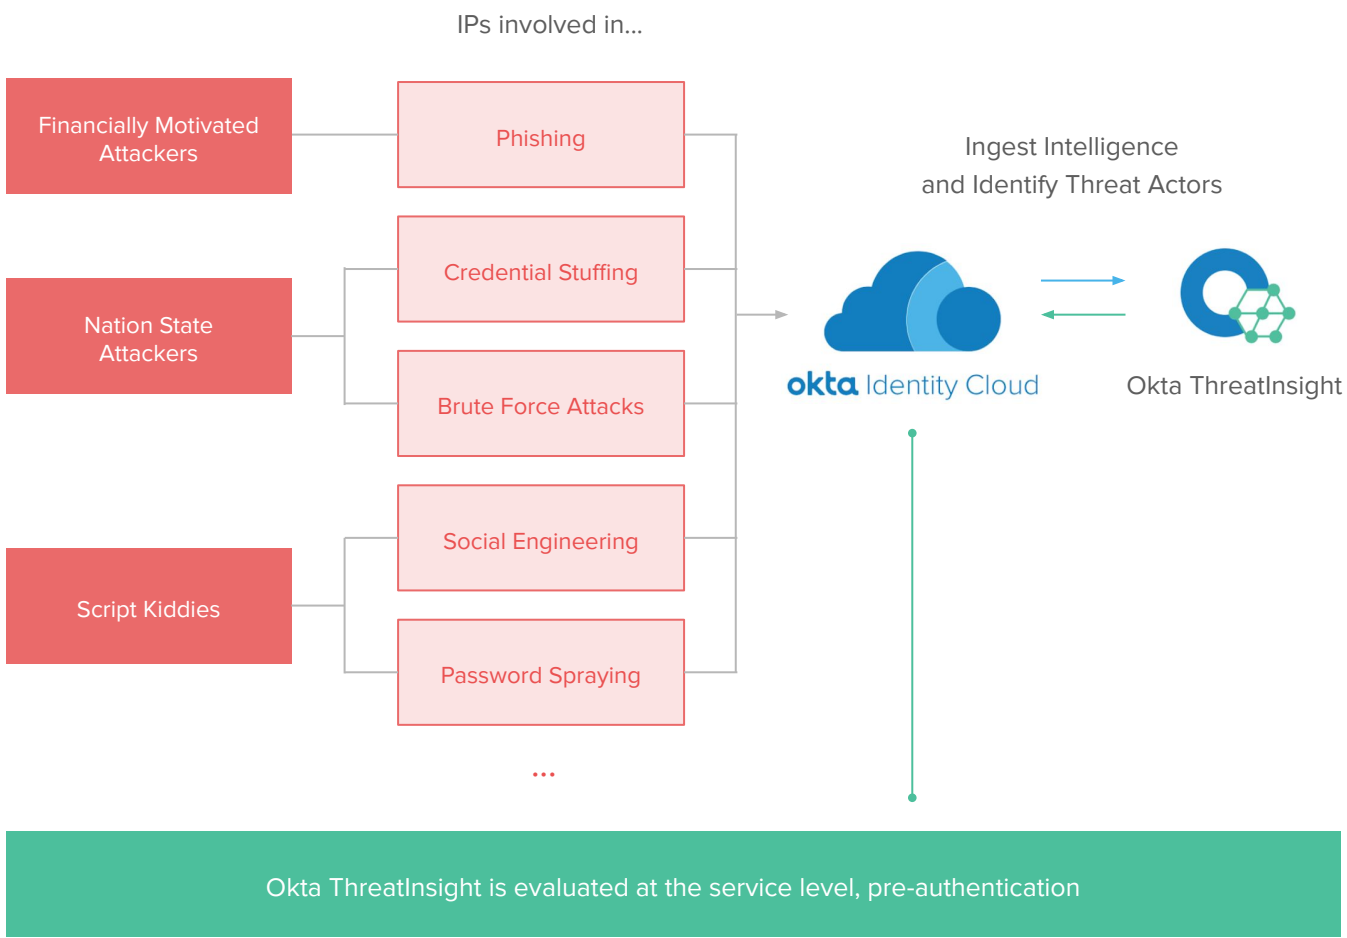 IPs involved in...
Financially Motivated
Attackers
Phishing
Ingest Intelligence
and Identify Threat Actors
Credential Stuffing
Nation State
Attackers
okta Identity Cloud
Okta ThreatInsight
Brute Force Attacks
Social Engineering
Script Kiddies
Password Spraying
...
Okta ThreatInsight is evaluated at the service level, pre-authentication